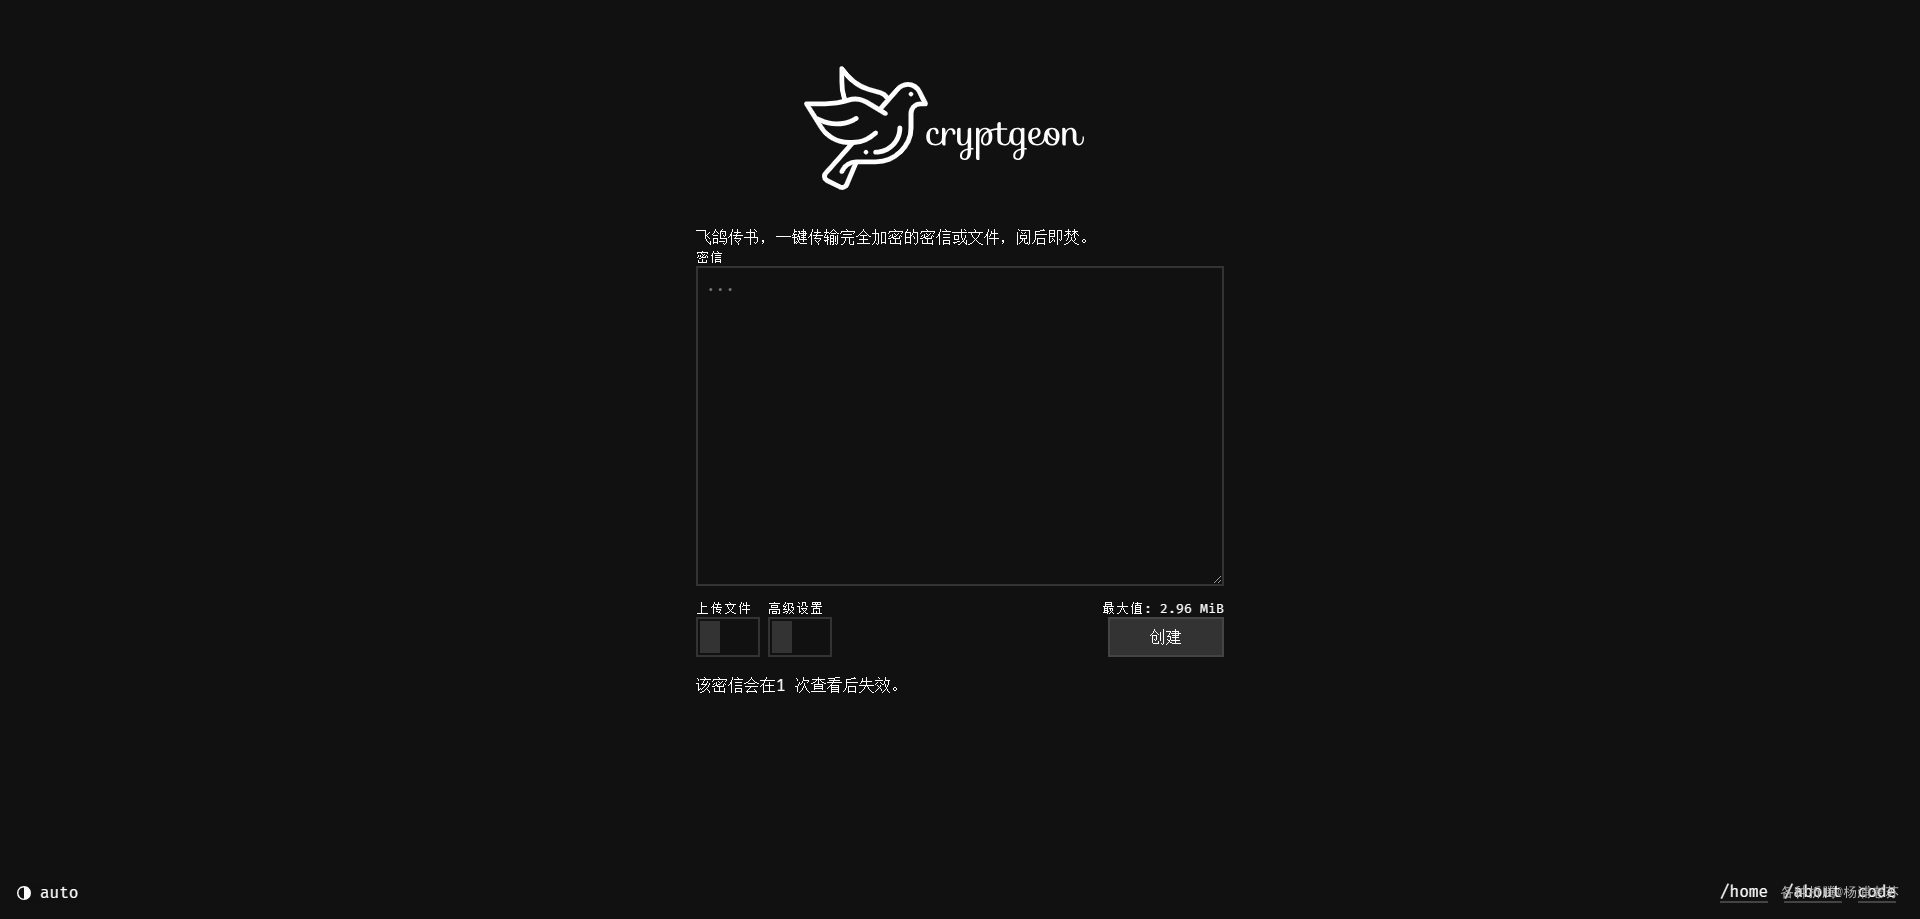 cryptgeon
飞鸽传书，一键传输完全加密的密信或文件，阅后即焚。
密信
...
上传文件 高级设置 最大值: 2.96 MiB
创建
该密信会在1 次查看后失效。
auto
/home /about code